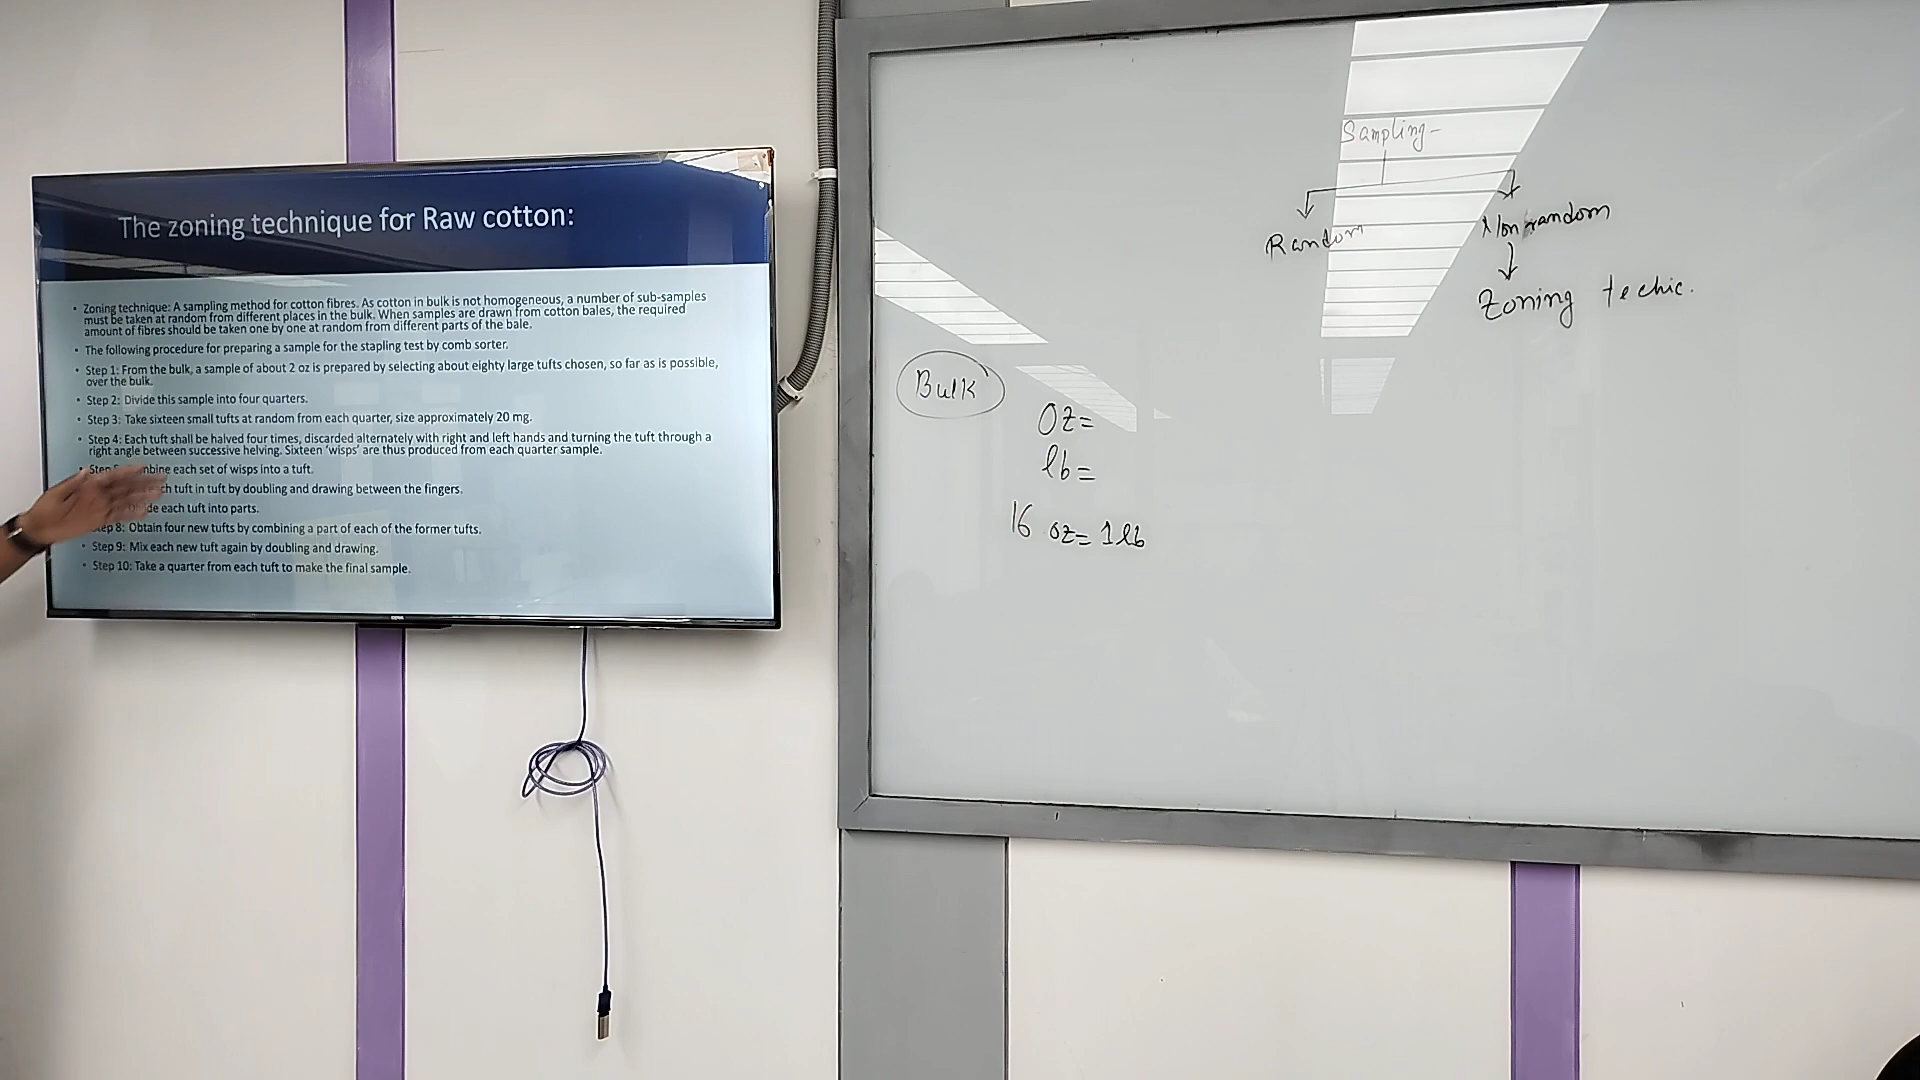 The zoning technique for Raw cotton:
• Zoning technique: A sampling method for cotton fibres. As cotton in bulk is not homogeneous, a number of sub-samples
must be taken at random from different places in the bulk. When samples are drawn from cotton bales, the required
amount of fibres should be taken one by one at random from different parts of the bale.
• The following procedure for preparing a sample for the stapling test by comb sorter.
• Step 1: From the bulk, a sample of about 2 oz is prepared by selecting about eighty large tufts chosen, so far as is possible,
over the bulk.
• Step 2: Divide this sample into four quarters.
• Step 3: Take sixteen small tufts at random from each quarter, size approximately 20 mg.
• Step 4: Each tuft shall be halved four times, discarded alternately with right and left hands and turning the tuft through a
right angle between successive helving. Sixteen 'wisps' are thus produced from each quarter sample.
• Step each set of wisps into a tuft.
tuft in tuft by doubling and drawing between the fingers.
each tuft into parts.
8: Obtain four new tufts by combining a part of each of the former tufts.
• Step 9: Mix each new tuft again by doubling and drawing.
• Step 10: Take a quarter from each tuft to make the final sample.
Sampling-
Random
Non random
Zoning techic.
Bulk
OZ=
lb=
16 oz= 1 lb